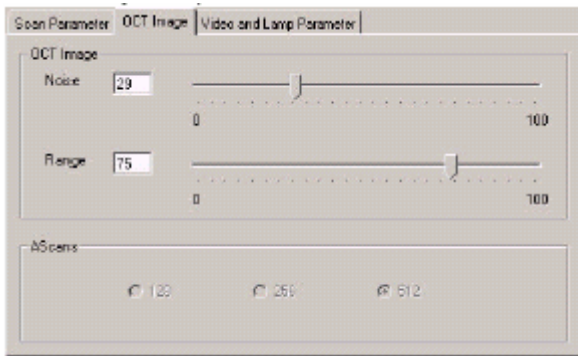 Scan Parameter OCT Image Video and Lamp Parameter
OCT Image
Noise 29
0 100
Range 75
0 100
AScans
128 256 512